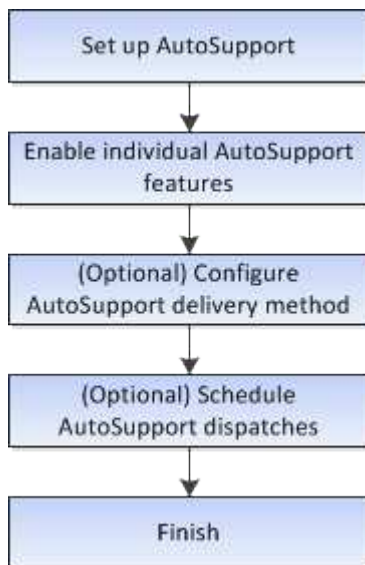 Set up AutoSupport
Enable individual AutoSupport
features
(Optional) Configure
AutoSupport delivery method
(Optional) Schedule
AutoSupport dispatches
Finish